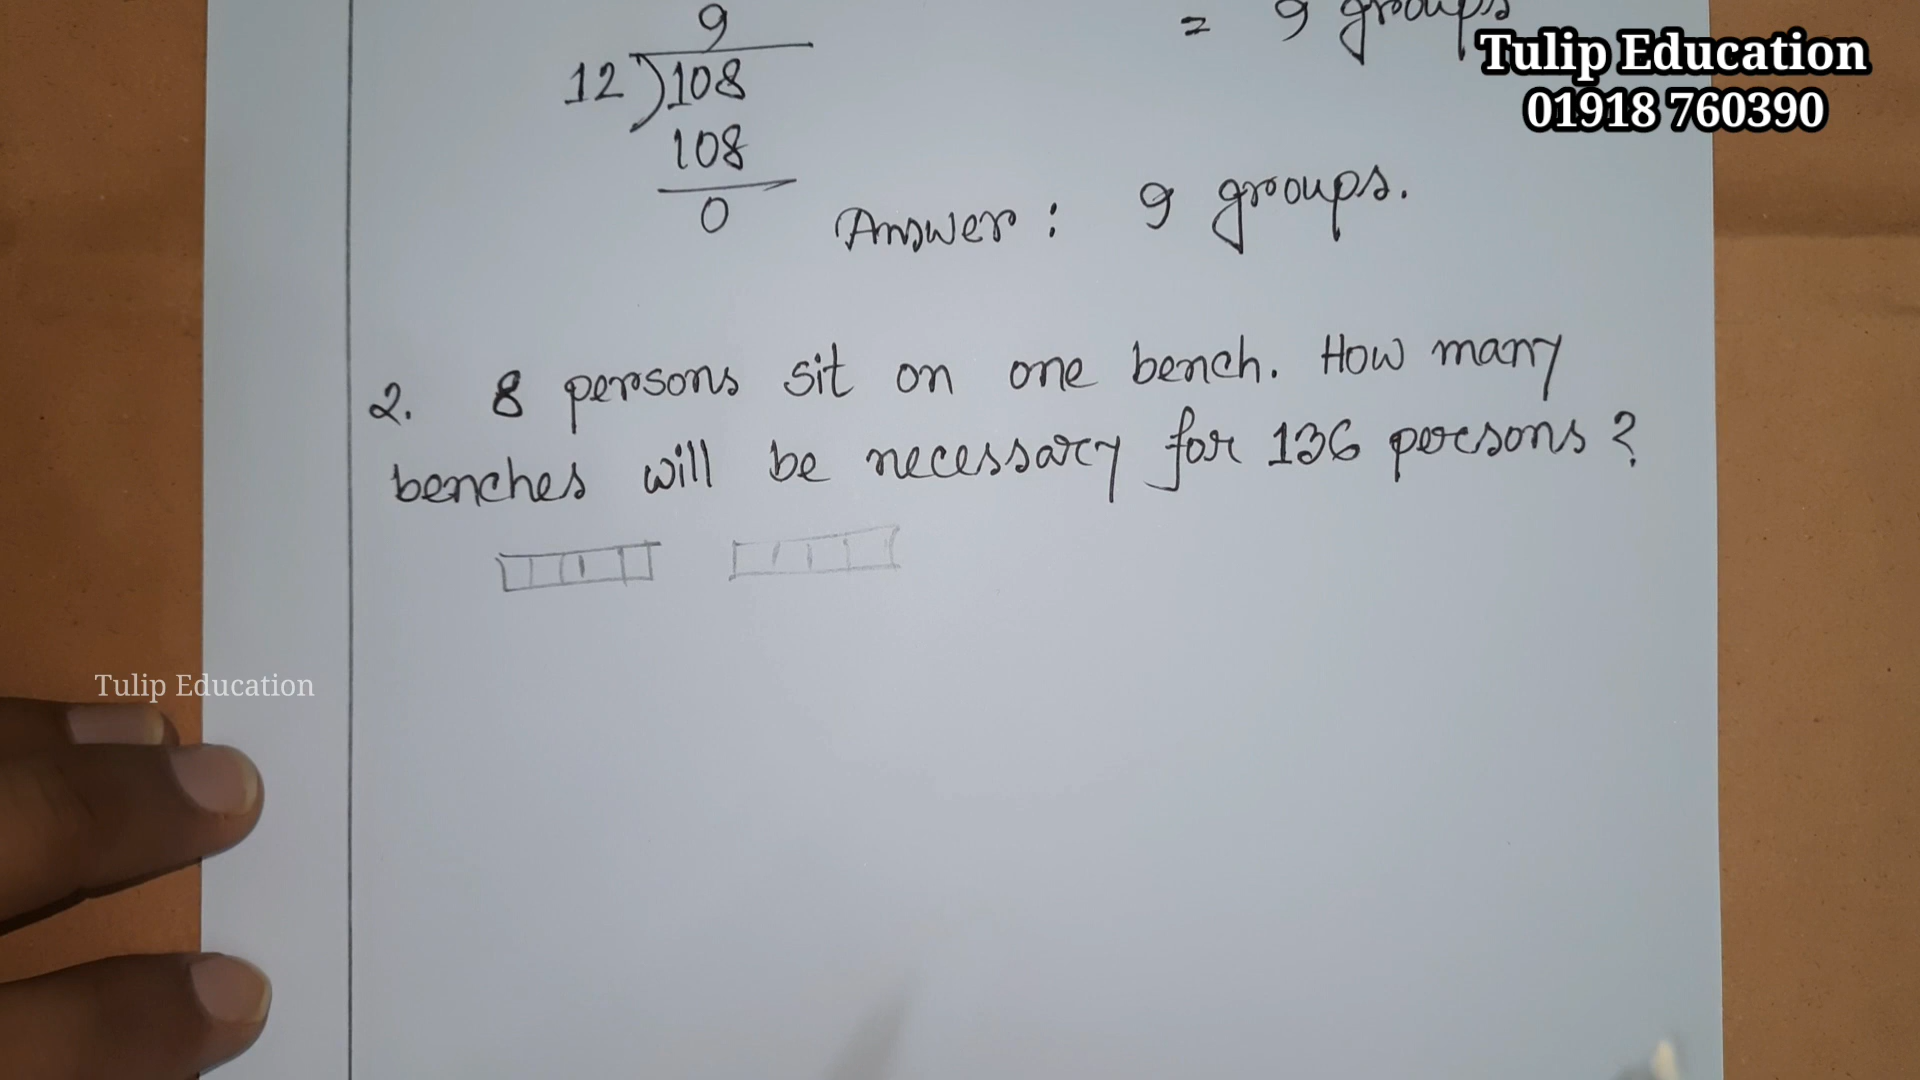 9
= 9 groups
Tulip Education
01918 760390
12)108
108
0
Answer: 9 groups.
2. 8 persons sit on one bench. How many
benches will be necessary for 136 persons?
Tulip Education